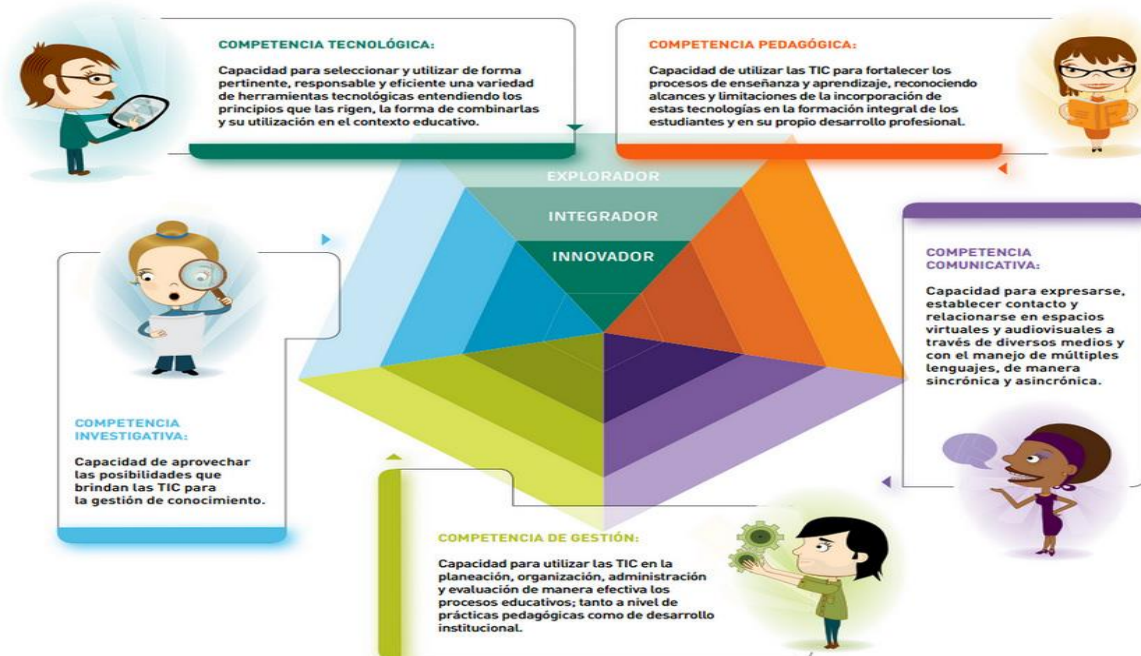 COMPETENCIA TECNOLÓGICA:
Capacidad para seleccionar y utilizar de forma
pertinente, responsable y eficiente una variedad
de herramientas tecnológicas entendiendo los
principios que las rigen, la forma de combinarlas
y su utilización en el contexto educativo.
COMPETENCIA PEDAGÓGICA:
Capacidad de utilizar las TIC para fortalecer los
procesos de enseñanza y aprendizaje, reconociendo
alcances y limitaciones de la incorporación de
estas tecnologías en la formación integral de los
estudiantes y en su propio desarrollo profesional.
EXPLORADOR
INTEGRADOR
INNOVADOR
COMPETENCIA
COMUNICATIVA:
Capacidad para expresarse,
establecer contacto y
relacionarse en espacios
virtuales y audiovisuales a
través de diversos medios y
con el manejo de múltiples
lenguajes, de manera
sincrónica y asincrónica.
COMPETENCIA
INVESTIGATIVA:
Capacidad de aprovechar
las posibilidades que
brindan las TIC para
la gestión de conocimiento.
COMPETENCIA DE GESTIÓN:
Capacidad para utilizar las TIC en la
planeación, organización, administración
y evaluación de manera efectiva los
procesos educativos; tanto a nivel de
prácticas pedagógicas como de desarrollo
institucional.